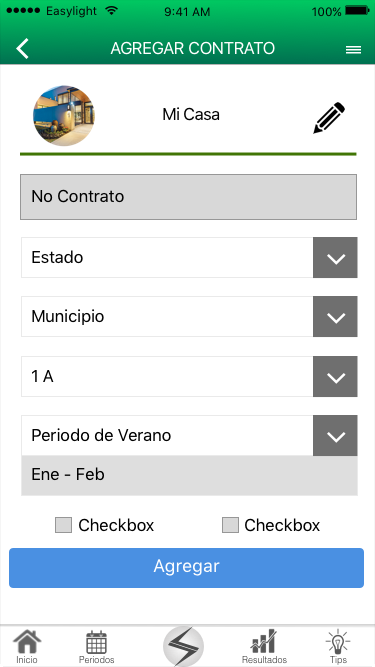 Easylight 9:41 AM 100%
AGREGAR CONTRATO
Mi Casa
No Contrato
Estado
Municipio
1 A
Periodo de Verano
Ene - Feb
Checkbox Checkbox
Agregar
Inicio Periodos Resultados Tips